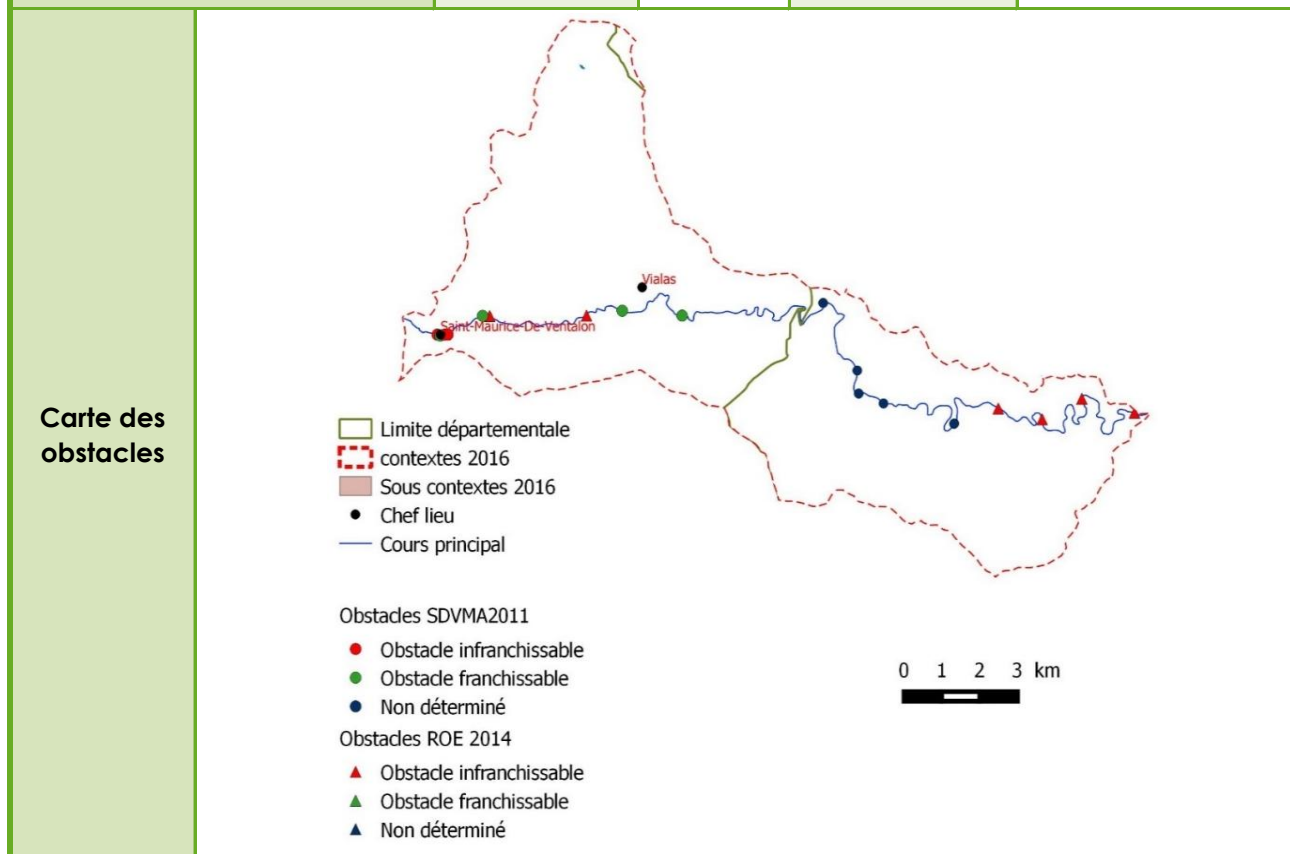 Carte des
obstacles
Vialas
Saint-Maurice-De-Ventalon
Limite départementale
contextes 2016
Sous contextes 2016
Chef lieu
Cours principal
Obstacles SDVMA2011
Obstacle infranchissable
Obstacle franchissable
Non déterminé
Obstacles ROE 2014
Obstacle infranchissable
Obstacle franchissable
Non déterminé
0 1 2 3 km